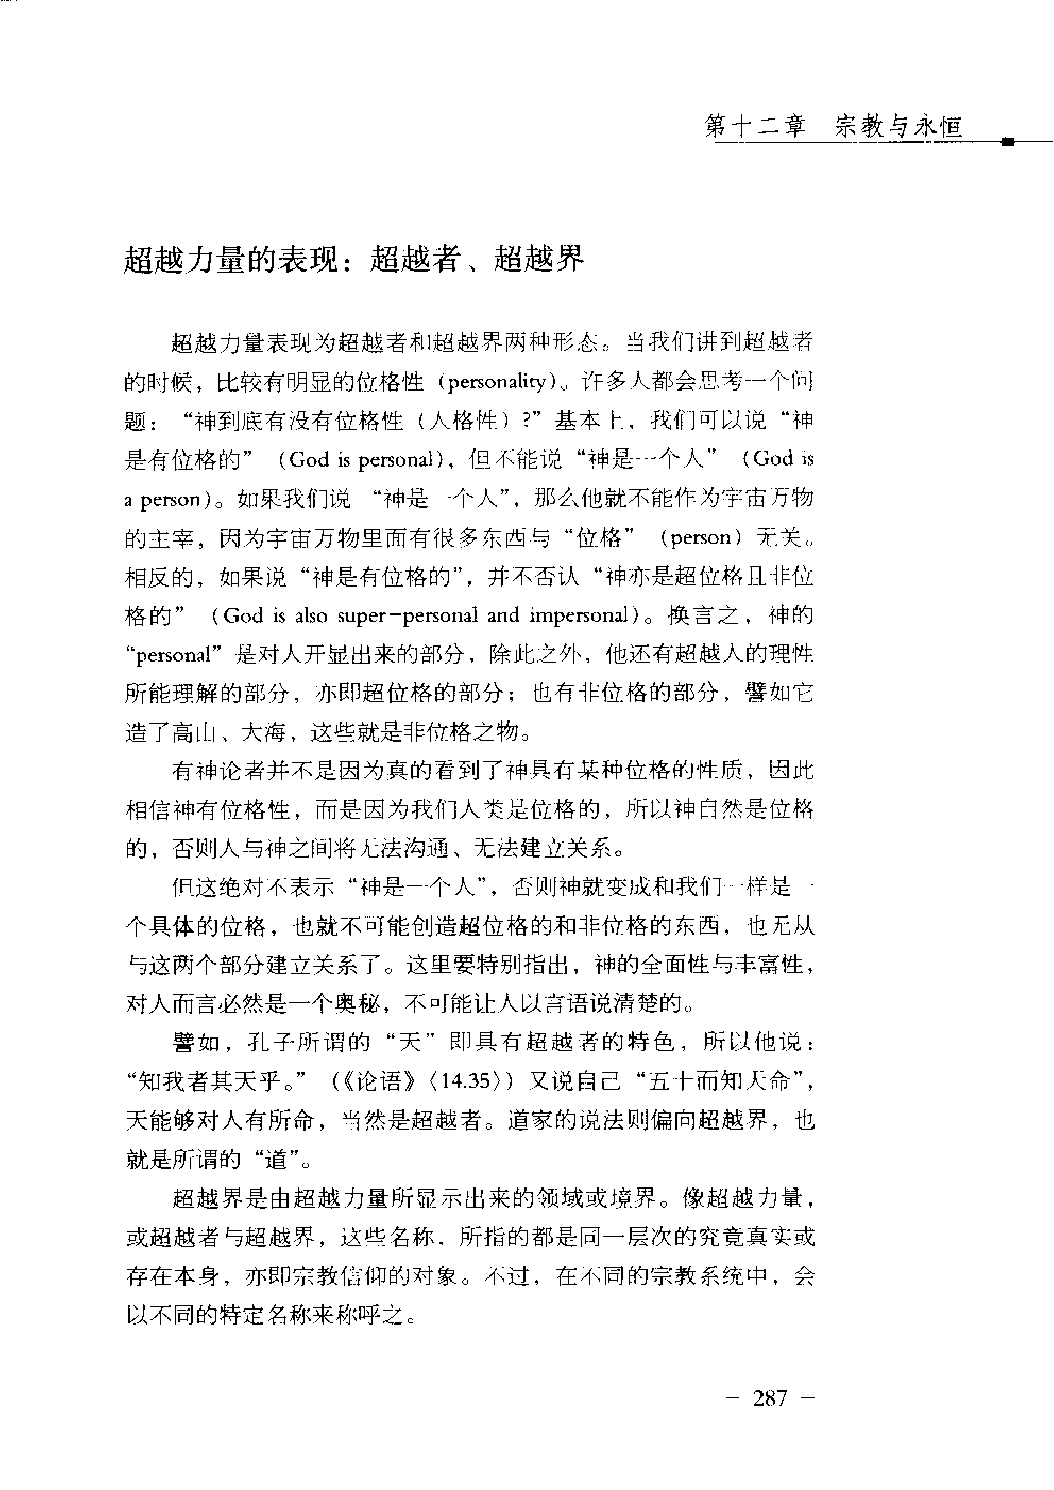 第十二章 宗教与永恒
超越力量的表现：超越者、超越界
超越力量表现为超越者和超越界两种形态。当我们讲到超越者
的时候，比较有明显的位格性（personality）。许多人都会思考一个问
题：“神到底有没有位格性（人格性）?”基本上，我们可以说“神
是有位格的”（God is personal），但不能说“神是一个人”（God is
a person）。如果我们说“神是一个人”，那么他就不能作为宇宙万物
的主宰，因为宇宙万物里面有很多东西与“位格”（person）无关。
相反的，如果说“神是有位格的”，并不否认“神亦是超位格且非位
格的”（God is also super-personal and impersonal）。换言之，神的
“personal”是对人开显出来的部分，除此之外，他还有超越人的理性
所能理解的部分，亦即超位格的部分；也有非位格的部分，譬如它
造了高山、大海，这些就是非位格之物。
有神论者并不是因为真的看到了神具有某种位格的性质，因此
相信神有位格性，而是因为我们人类是位格的，所以神自然是位格
的，否则人与神之间将无法沟通、无法建立关系。
但这绝对不表示“神是一个人”，否则神就变成和我们一样是一
个具体的位格，也就不可能创造超位格的和非位格的东西，也无从
与这两个部分建立关系了。这里要特别指出，神的全面性与丰富性，
对人而言必然是一个奥秘，不可能让人以言语说清楚的。
譬如，孔子所谓的“天”即具有超越者的特色，所以他说：
“知我者其天乎。”（《论语》〈14.35〉）又说自己“五十而知天命”，
天能够对人有所命，当然是超越者。道家的说法则偏向超越界，也
就是所谓的“道”。
超越界是由超越力量所显示出来的领域或境界。像超越力量，
或超越者与超越界，这些名称，所指的都是同一层次的究竟真实或
存在本身，亦即宗教信仰的对象。不过，在不同的宗教系统中，会
以不同的特定名称来称呼之。
－ 287 －